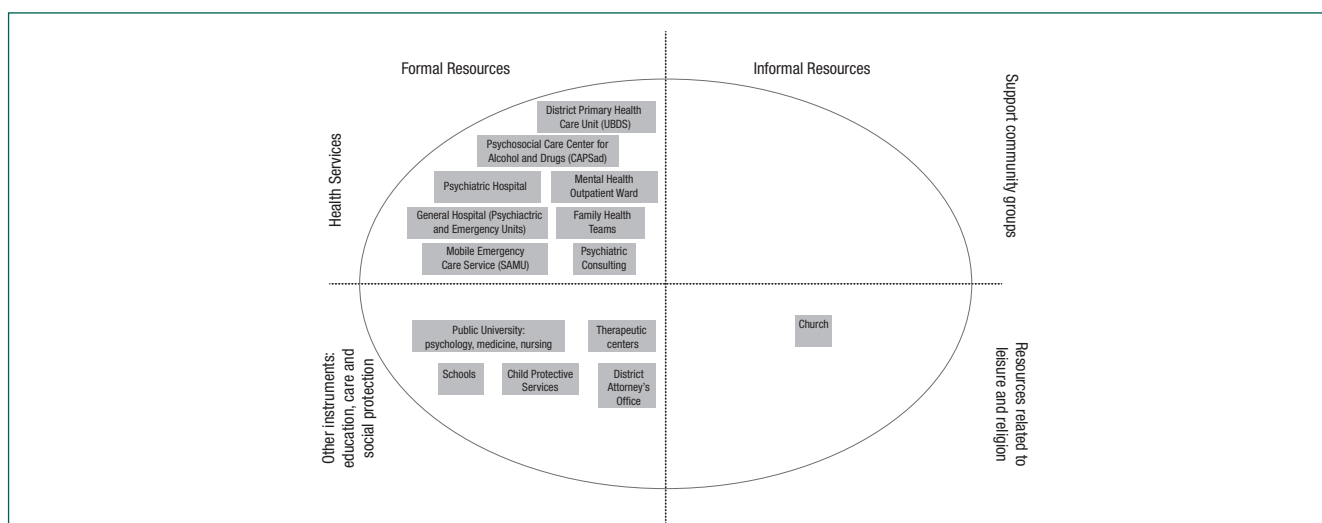 Formal Resources
Informal Resources
Health Services
Support community
groups
District Primary Health
Care Unit (UBDS)
Psychosocial Care Center for
Alcohol and Drugs (CAPSad)
Psychiatric Hospital
Mental Health
Outpatient Ward
General Hospital (Psychiactric
and Emergency Units)
Family Health
Teams
Mobile Emergency
Care Service (SAMU)
Psychiatric
Consulting
Other instruments:
education, care and
social protection
Public University:
psychology, medicine, nursing
Therapeutic
centers
Schools
Child Protective
Services
District
Attorney's
Office
Church
Resources related to
leisure and religion